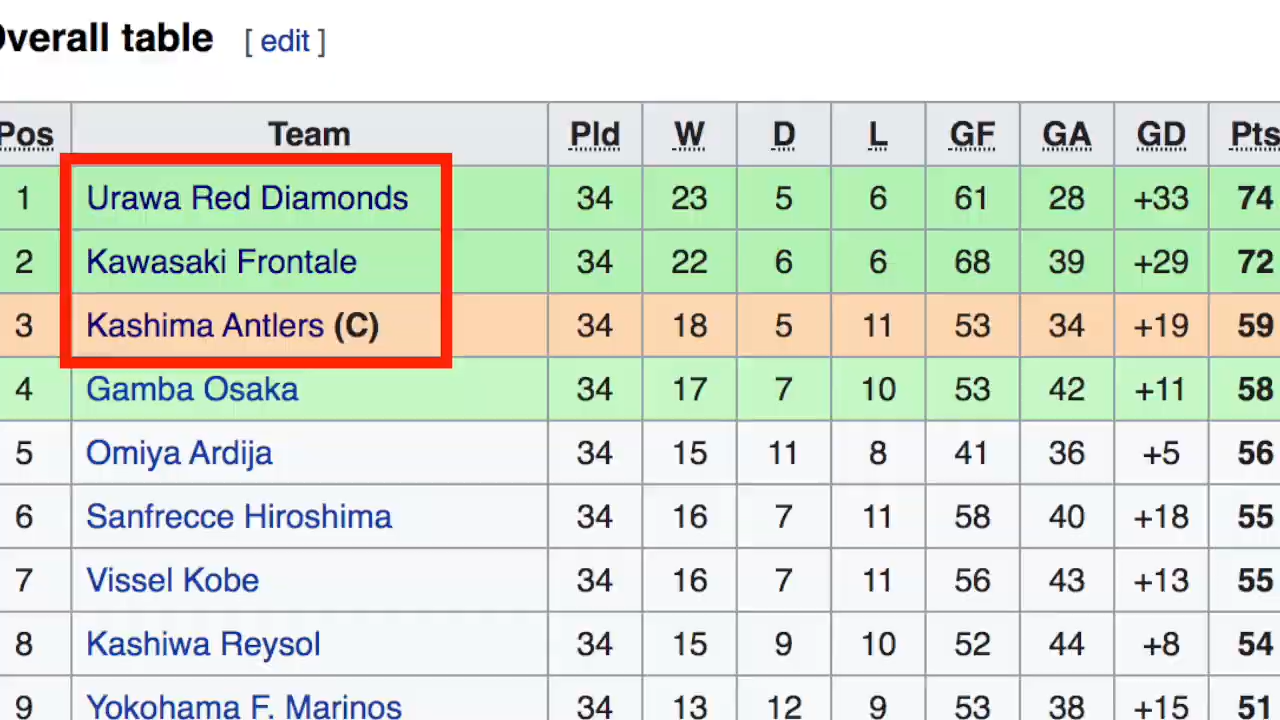 Overall table [ edit ]
Pos Team Pld W D L GF GA GD Pts
1 Urawa Red Diamonds 34 23 5 6 61 28 +33 74
2 Kawasaki Frontale 34 22 6 6 68 39 +29 72
3 Kashima Antlers (C) 34 18 5 11 53 34 +19 59
4 Gamba Osaka 34 17 7 10 53 42 +11 58
5 Omiya Ardija 34 15 11 8 41 36 +5 56
6 Sanfrecce Hiroshima 34 16 7 11 58 40 +18 55
7 Vissel Kobe 34 16 7 11 56 43 +13 55
8 Kashiwa Reysol 34 15 9 10 52 44 +8 54
9 Yokohama F. Marinos 34 13 12 9 53 38 +15 51